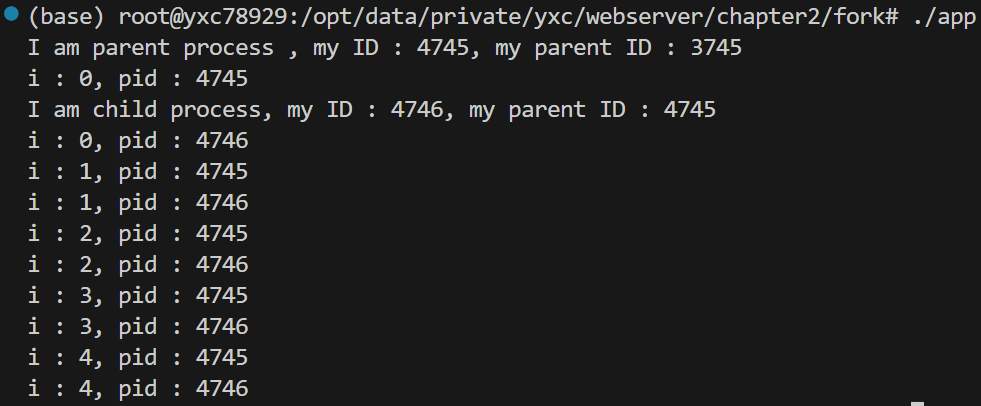 (base) root@yxc78929:/opt/data/private/yxc/webserver/chapter2/fork# ./app
I am parent process , my ID : 4745, my parent ID : 3745
i : 0, pid : 4745
I am child process, my ID : 4746, my parent ID : 4745
i : 0, pid : 4746
i : 1, pid : 4745
i : 1, pid : 4746
i : 2, pid : 4745
i : 2, pid : 4746
i : 3, pid : 4745
i : 3, pid : 4746
i : 4, pid : 4745
i : 4, pid : 4746